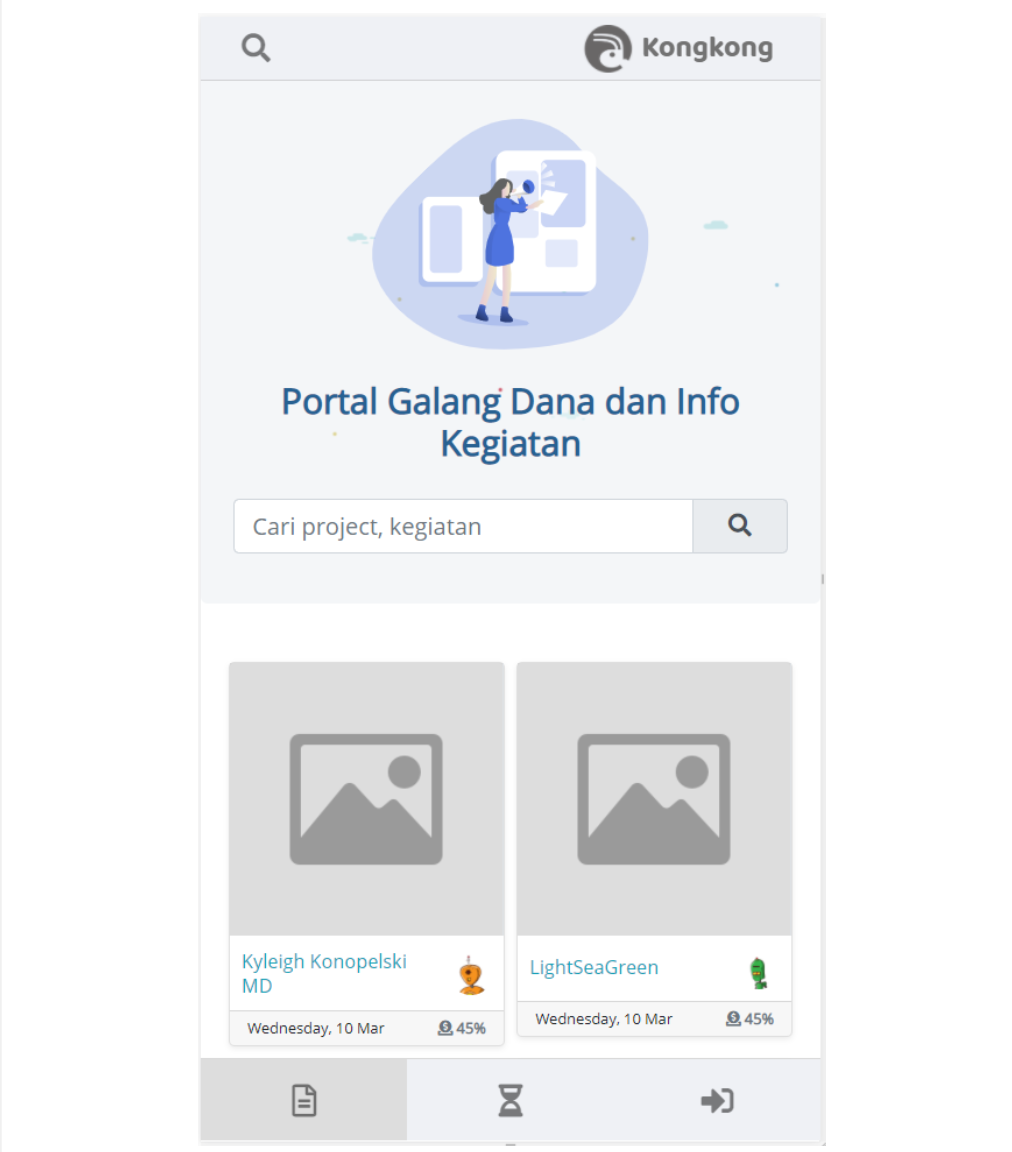 Kongkong
Portal Galang Dana dan Info
Kegiatan
Cari project, kegiatan
Kyleigh Konopelski
MD
Wednesday, 10 Mar 45%
LightSeaGreen
Wednesday, 10 Mar 45%